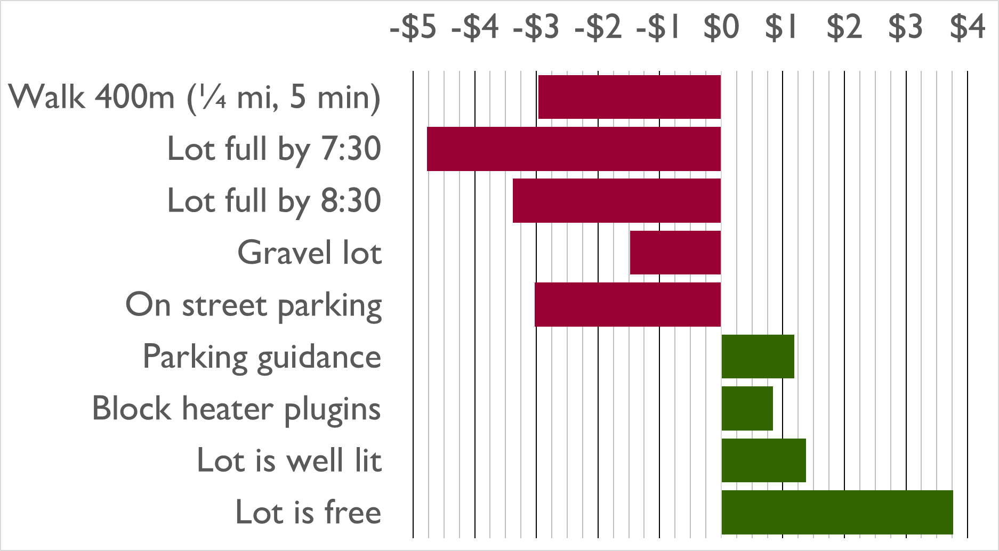 -$5 -$4 -$3 -$2 -$1 $0 $1 $2 $3 $4
Walk 400m (¼ mi, 5 min)
Lot full by 7:30
Lot full by 8:30
Gravel lot
On street parking
Parking guidance
Block heater plugins
Lot is well lit
Lot is free